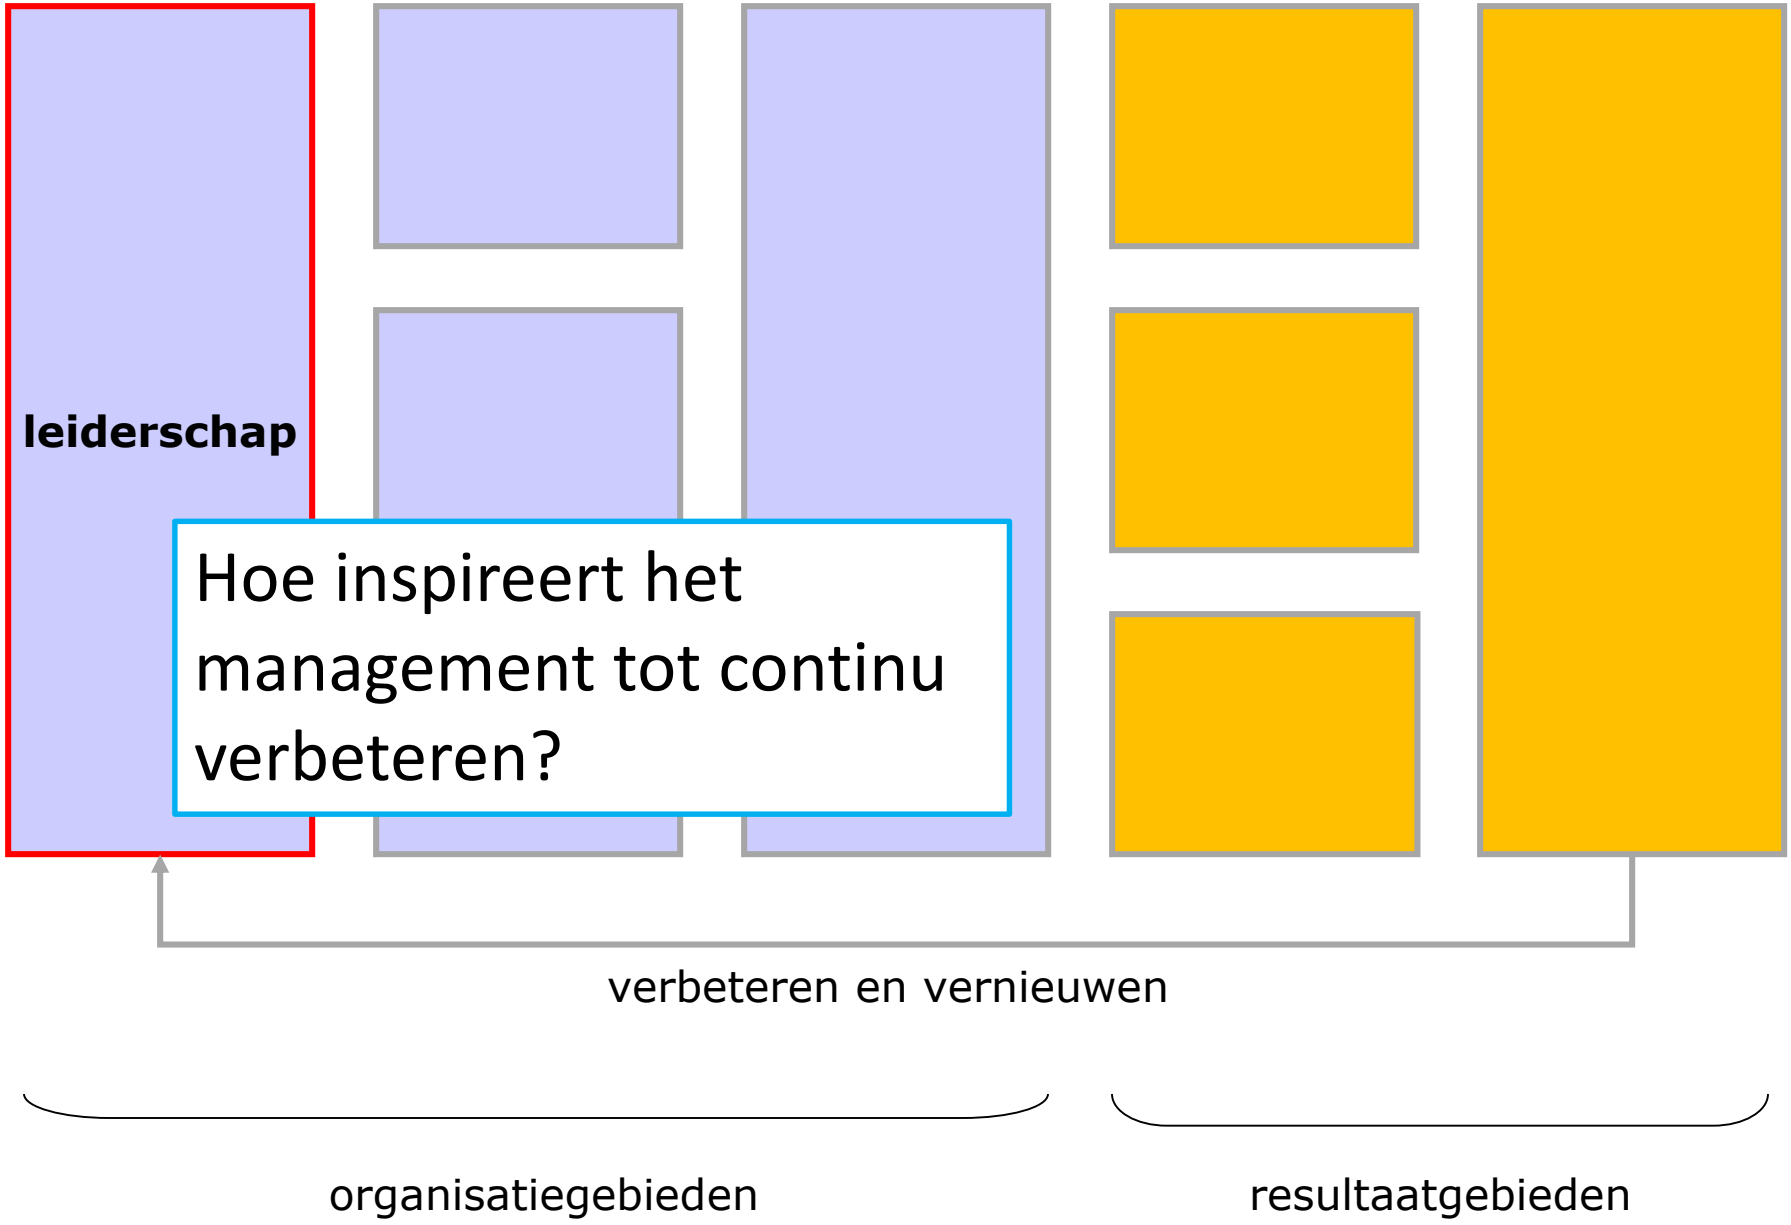 leiderschap
Hoe inspireert het
management tot continu
verbeteren?
verbeteren en vernieuwen
organisatiegebieden
resultaatgebieden